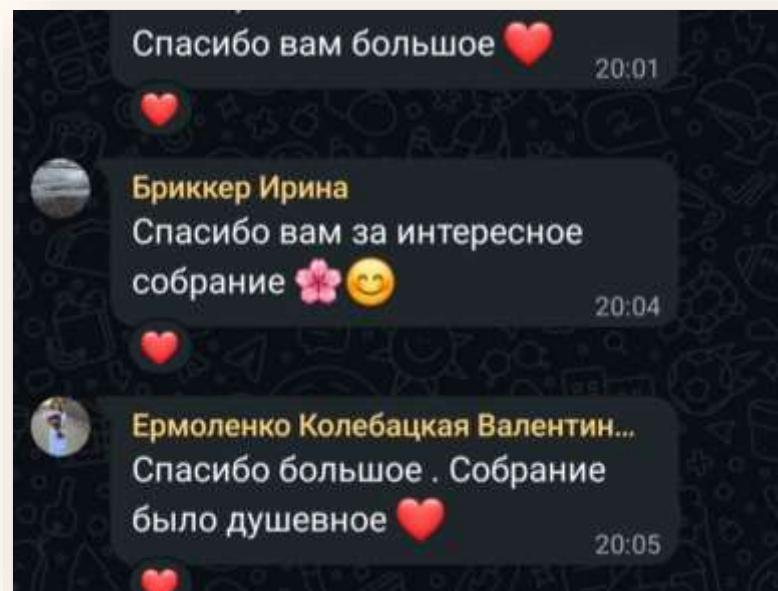 Спасибо вам большое ❤️
20:01
❤️
Бриккер Ирина
Спасибо вам за интересное
собрание 🌸😊
20:04
❤️
Ермоленко Колебацкая Валентин...
Спасибо большое . Собрание
было душевное ❤️
20:05
❤️